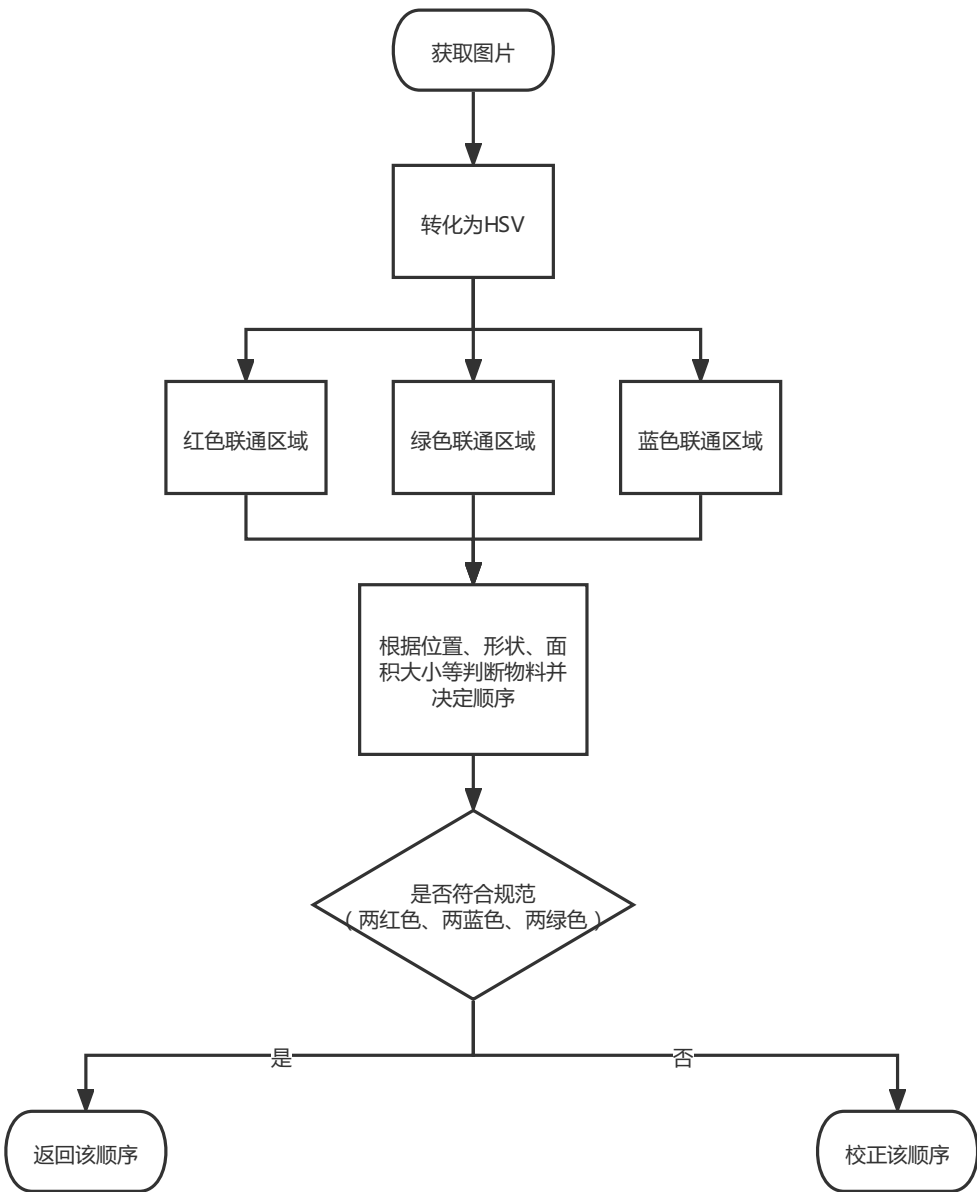 获取图片
转化为HSV
红色联通区域
绿色联通区域
蓝色联通区域
根据位置、形状、面
积大小等判断物料并
决定顺序
是否符合规范
（两红色、两蓝色、两绿色）
是
否
返回该顺序
校正该顺序